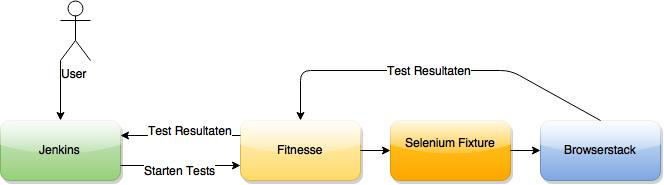 User
Test Resultaten
Jenkins
Test Resultaten
Starten Tests
Fitnesse
Selenium Fixture
Browserstack